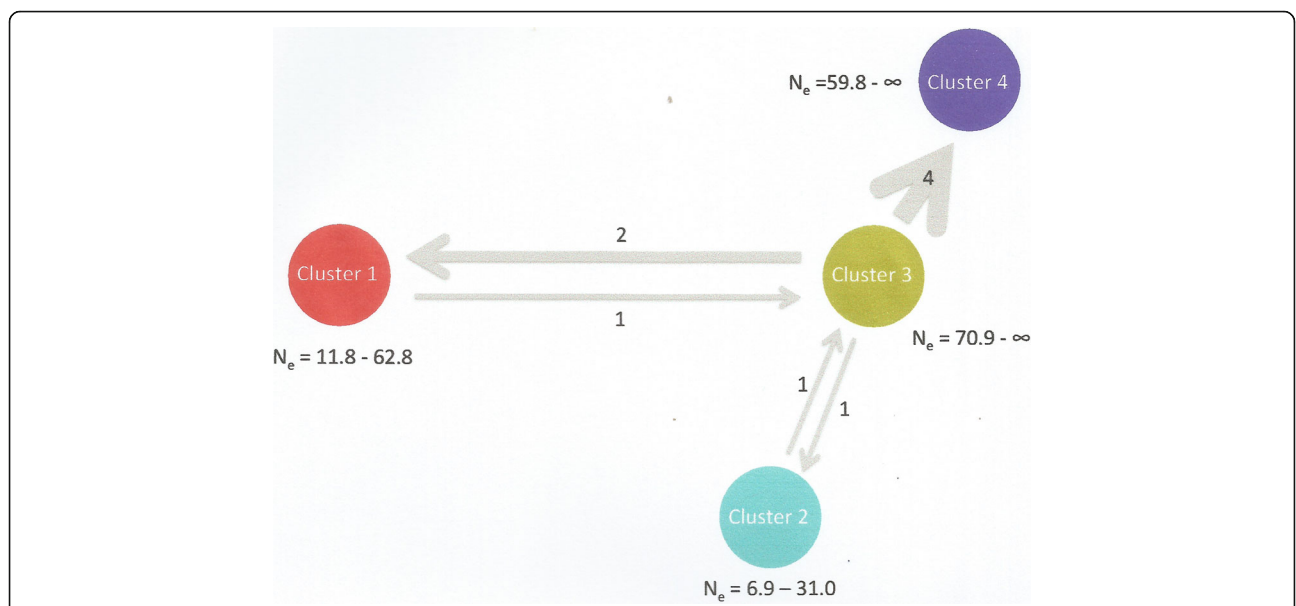 Cluster 4
Nₑ =59.8 - ∞
4
2
Cluster 1
Cluster 3
1
Nₑ = 70.9 - ∞
Nₑ = 11.8 - 62.8
1
1
Cluster 2
Nₑ = 6.9 – 31.0